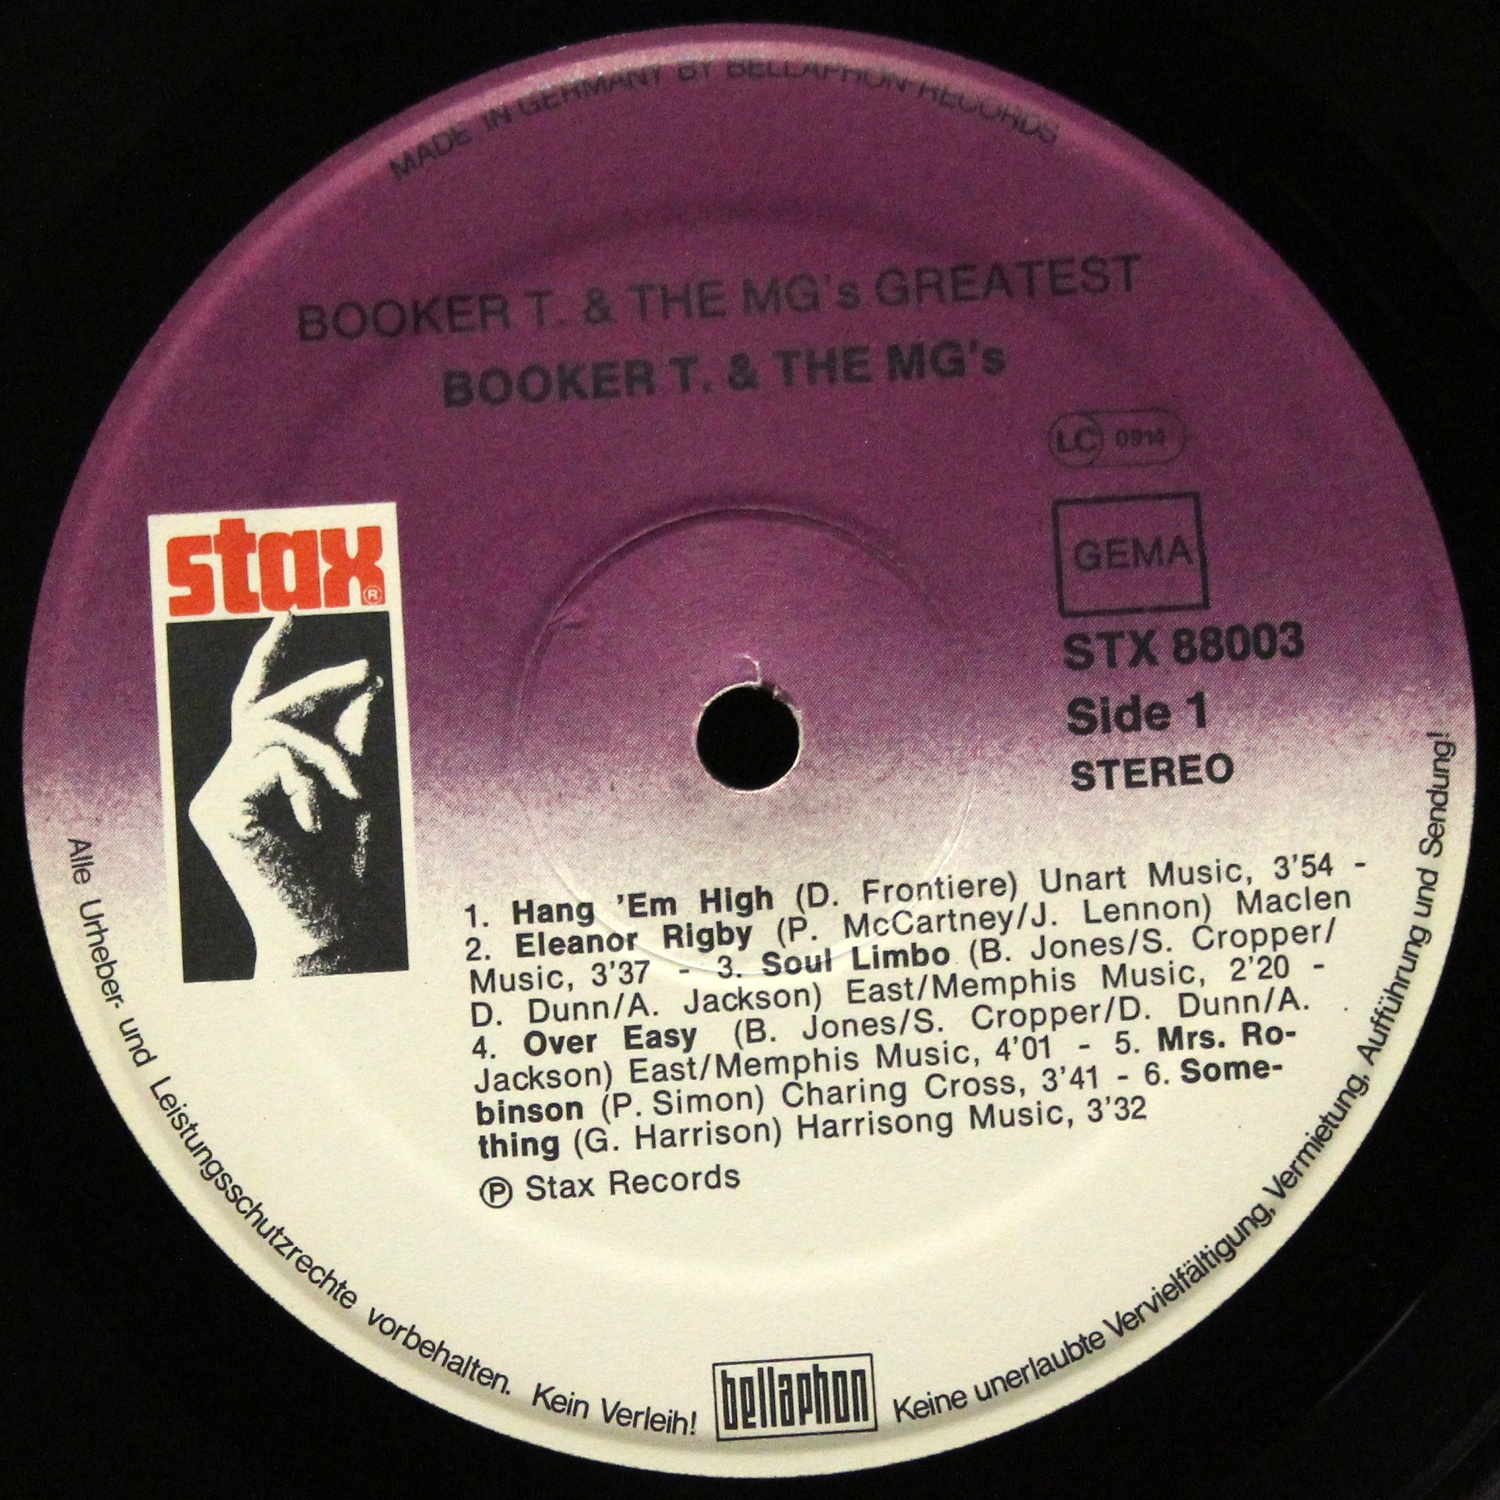 MADE IN GERMANY BY BELLAPHON RECORDS
BOOKER T. & THE MG's GREATEST
BOOKER T. & THE MG's
LC 0914
GEMA
stax®
STX 88003
Side 1
STEREO
1. Hang 'Em High (D. Frontiere) Unart Music, 3'54 -
2. Eleanor Rigby (P. McCartney/J. Lennon) Maclen
Music, 3'37 - 3. Soul Limbo (B. Jones/S. Cropper/
D. Dunn/A. Jackson) East/Memphis Music, 2'20 -
4. Over Easy (B. Jones/S. Cropper/D. Dunn/A.
Jackson) East/Memphis Music, 4'01 - 5. Mrs. Ro-
binson (P. Simon) Charing Cross, 3'41 - 6. Some-
thing (G. Harrison) Harrisong Music, 3'32
℗ Stax Records
Alle Urheber- und Leistungsschutzrechte vorbehalten. Kein Verleih!
bellaphon
Keine unerlaubte Vervielfältigung, Vermietung, Aufführung und Sendung!